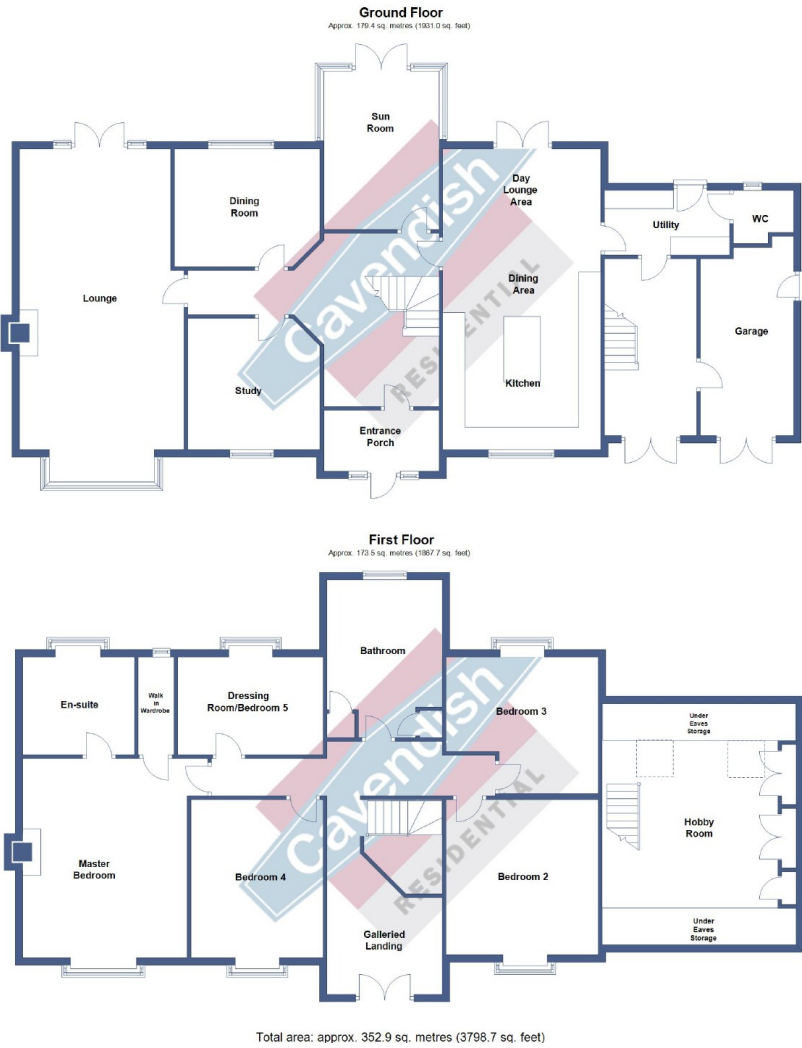 Ground Floor
Approx. 179.4 sq. metres (1931.0 sq. feet)
Sun
Room
Day
Lounge
Area
Dining
Room
Utility
WC
Lounge
Dining
Area
Garage
Study
Kitchen
Entrance
Porch
Cavendish
RESIDENTIAL
First Floor
Approx. 173.5 sq. metres (1867.7 sq. feet)
Bathroom
En-suite
Walk
in
Wardrobe
Dressing
Room/Bedroom 5
Bedroom 3
Under
Eaves
Storage
Hobby
Room
Master
Bedroom
Bedroom 4
Bedroom 2
Galleried
Landing
Under
Eaves
Storage
Cavendish
RESIDENTIAL
Total area: approx. 352.9 sq. metres (3798.7 sq. feet)